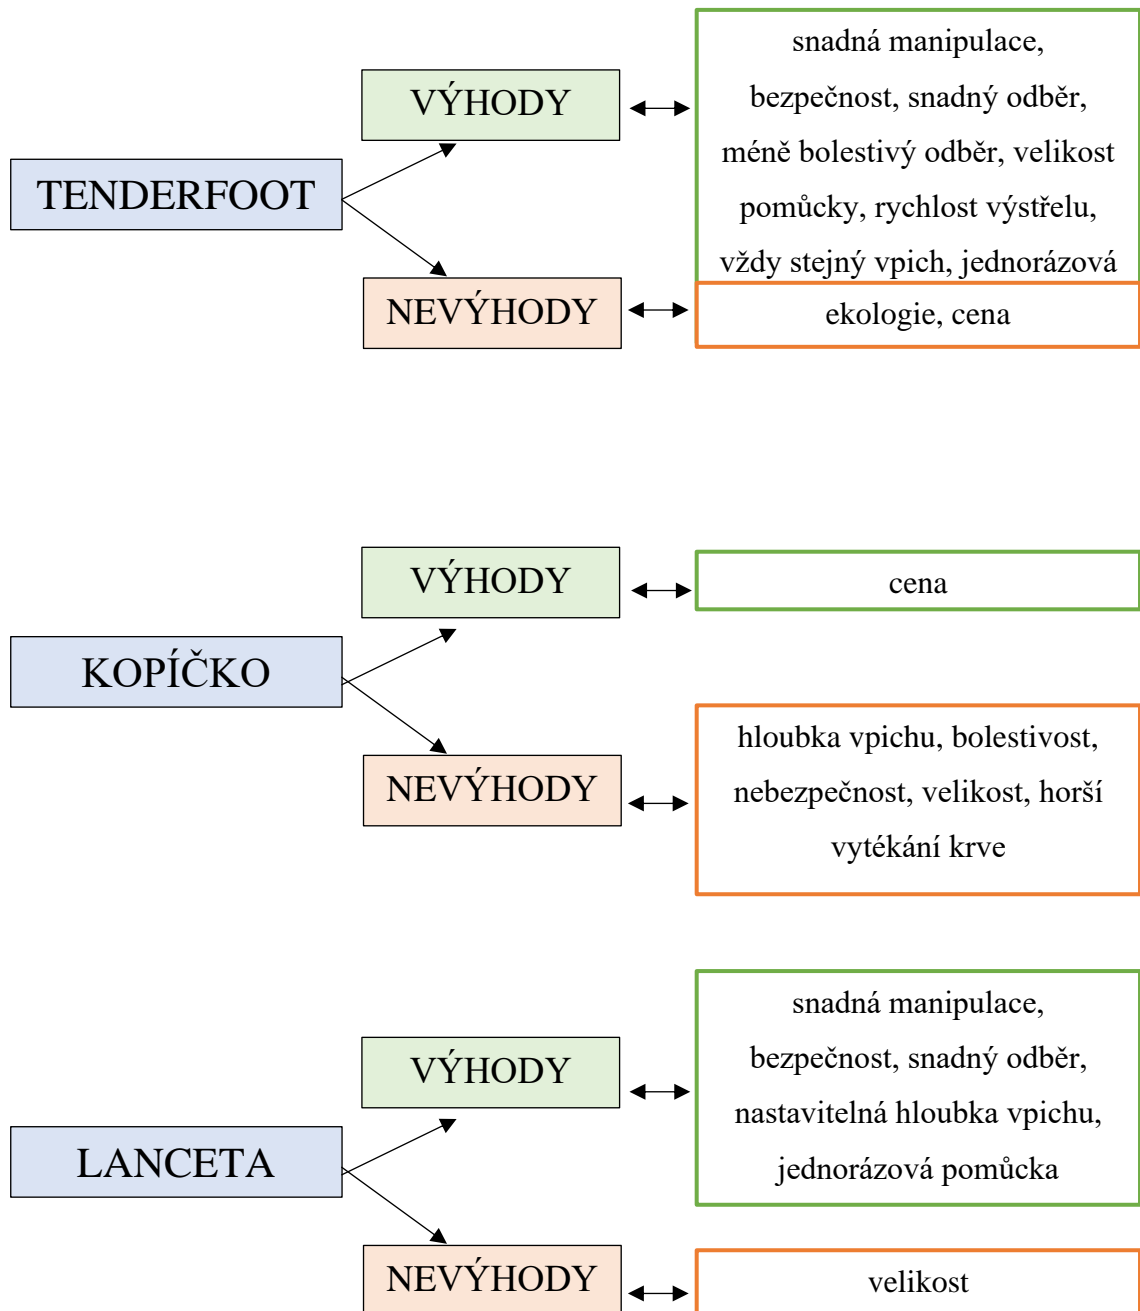 TENDERFOOT
VÝHODY
snadná manipulace,
bezpečnost, snadný odběr,
méně bolestivý odběr, velikost
pomůcky, rychlost výstřelu,
vždy stejný vpich, jednorázová
NEVÝHODY
ekologie, cena
KOPÍČKO
VÝHODY
cena
NEVÝHODY
hloubka vpichu, bolestivost,
nebezpečnost, velikost, horší
vytékání krve
LANCETA
VÝHODY
snadná manipulace,
bezpečnost, snadný odběr,
nastavitelná hloubka vpichu,
jednorázová pomůcka
NEVÝHODY
velikost